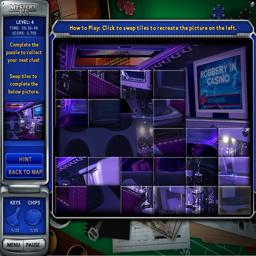 MYSTERY
LEVEL: 4
How to Play: Click to swap tiles to recreate the picture on the left.
Complete
the puzzle to
collect your
next clue!
Swap tiles to
complete the
below picture.
ROBBERY IN
CASINO
HINT
BACK TO MAP
KEYS
CHIPS
MENU
PAUSE